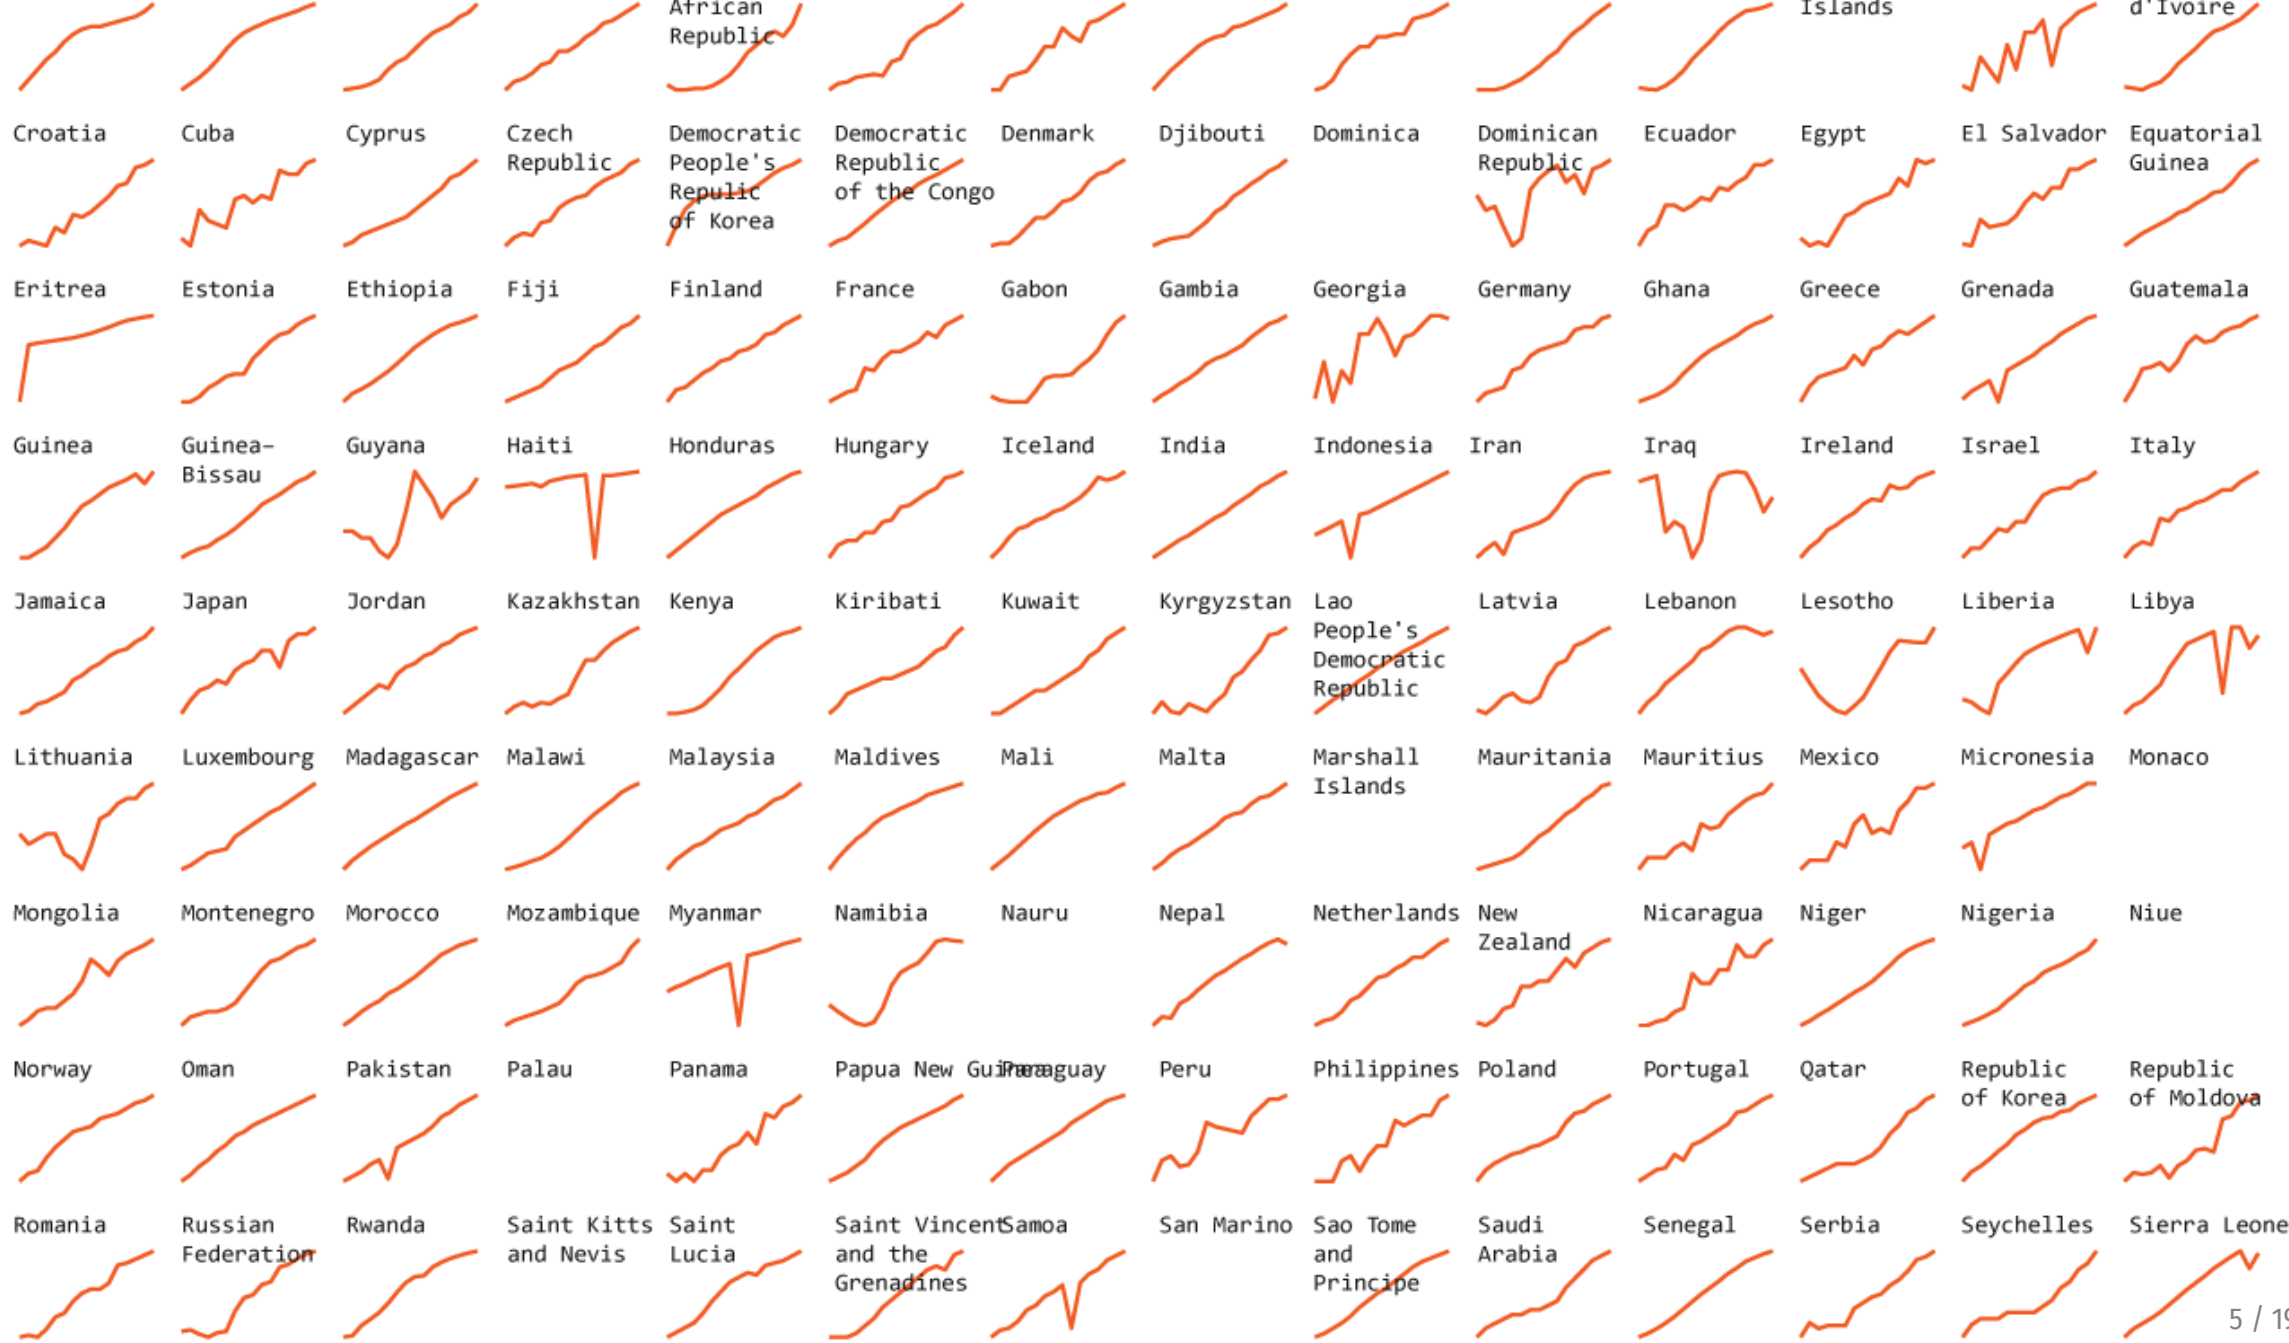 African Islands d'Ivoire
Republic
Croatia Cuba Cyprus Czech Democratic Democratic Denmark Djibouti Dominica Dominican Ecuador Egypt El Salvador Equatorial
Republic People's Republic Republic Guinea
Repulic of the Congo
of Korea
Eritrea Estonia Ethiopia Fiji Finland France Gabon Gambia Georgia Germany Ghana Greece Grenada Guatemala
Guinea Guinea– Guyana Haiti Honduras Hungary Iceland India Indonesia Iran Iraq Ireland Israel Italy
Bissau
Jamaica Japan Jordan Kazakhstan Kenya Kiribati Kuwait Kyrgyzstan Lao Latvia Lebanon Lesotho Liberia Libya
People's
Democratic
Republic
Lithuania Luxembourg Madagascar Malawi Malaysia Maldives Mali Malta Marshall Mauritania Mauritius Mexico Micronesia Monaco
Islands
Mongolia Montenegro Morocco Mozambique Myanmar Namibia Nauru Nepal Netherlands New Nicaragua Niger Nigeria Niue
Zealand
Norway Oman Pakistan Palau Panama Papua New Guinea Paraguay Peru Philippines Poland Portugal Qatar Republic Republic
of Korea of Moldova
Romania Russian Rwanda Saint Kitts Saint Saint Vincent Samoa San Marino Sao Tome Saudi Senegal Serbia Seychelles Sierra Leone
Federation and Nevis Lucia and the and Arabia
Grenadines Principe
5 / 19